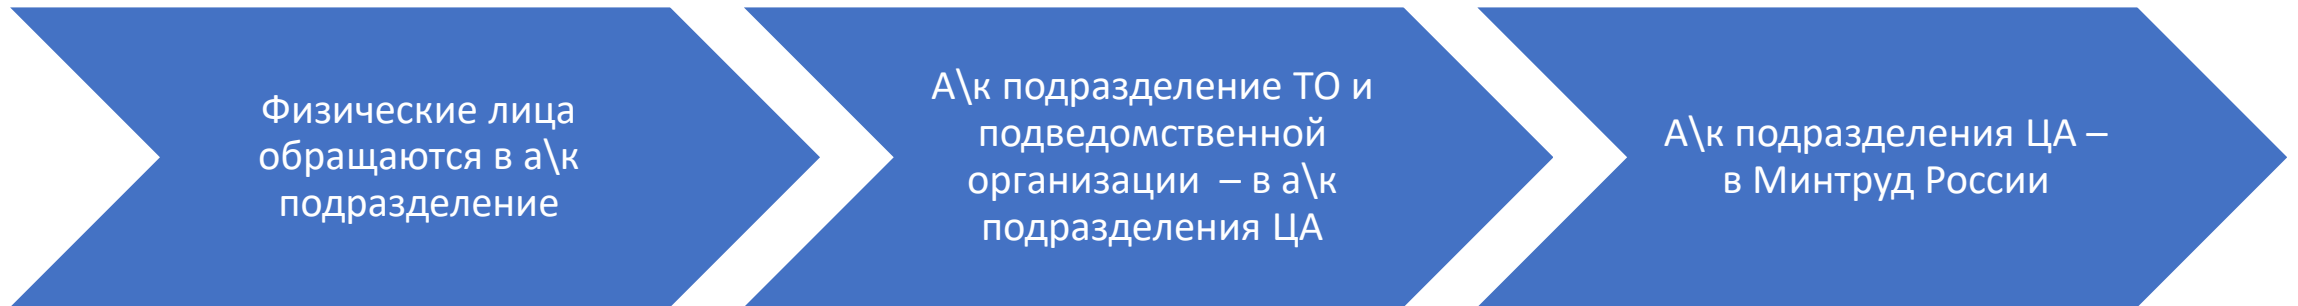 Физические лица
обращаются в а\к
подразделение
А\к подразделение ТО и
подведомственной
организации – в а\к
подразделения ЦА
А\к подразделения ЦА –
в Минтруд России